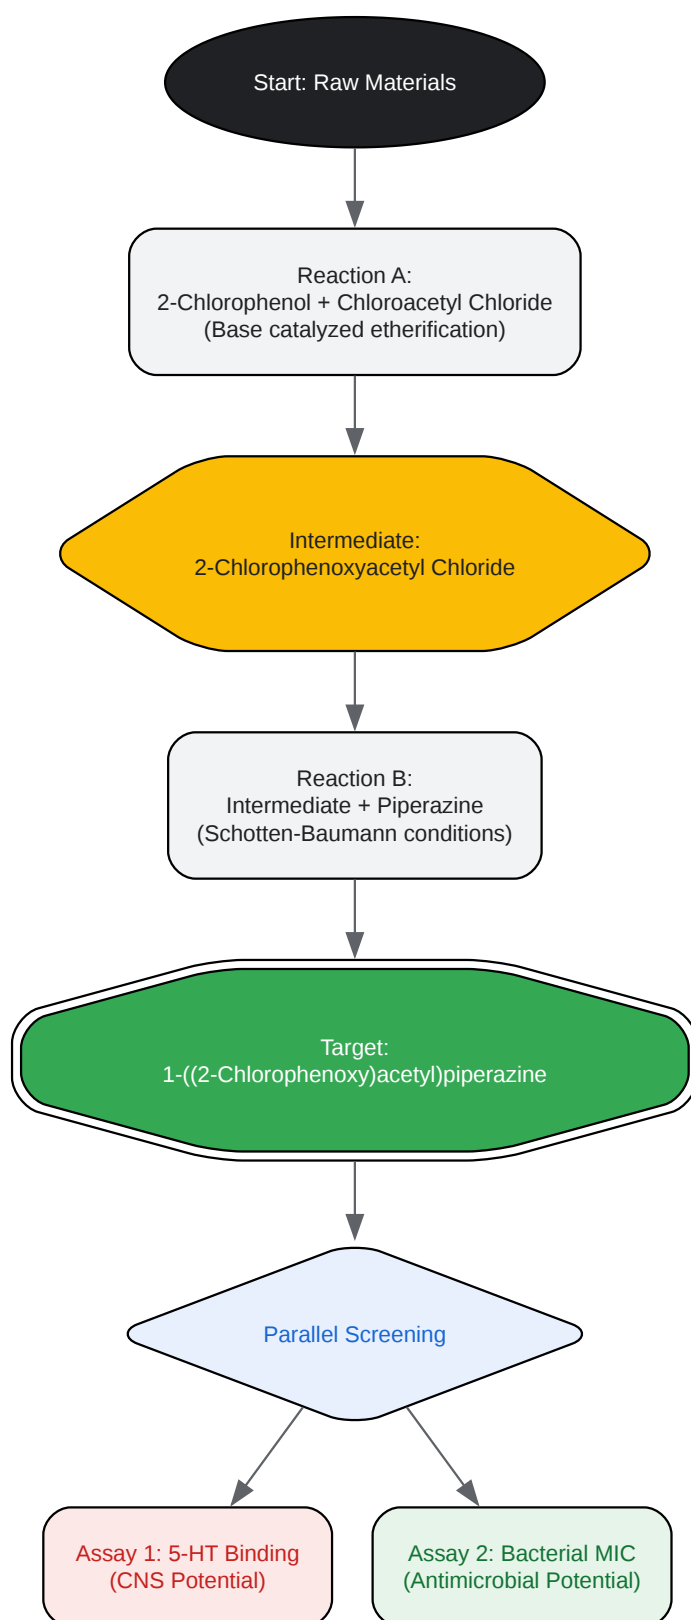 Start: Raw Materials
Reaction A:
2-Chlorophenol + Chloroacetyl Chloride
(Base catalyzed etherification)
Intermediate:
2-Chlorophenoxyacetyl Chloride
Reaction B:
Intermediate + Piperazine
(Schotten-Baumann conditions)
Target:
1-((2-Chlorophenoxy)acetyl)piperazine
Parallel Screening
Assay 1: 5-HT Binding
(CNS Potential)
Assay 2: Bacterial MIC
(Antimicrobial Potential)